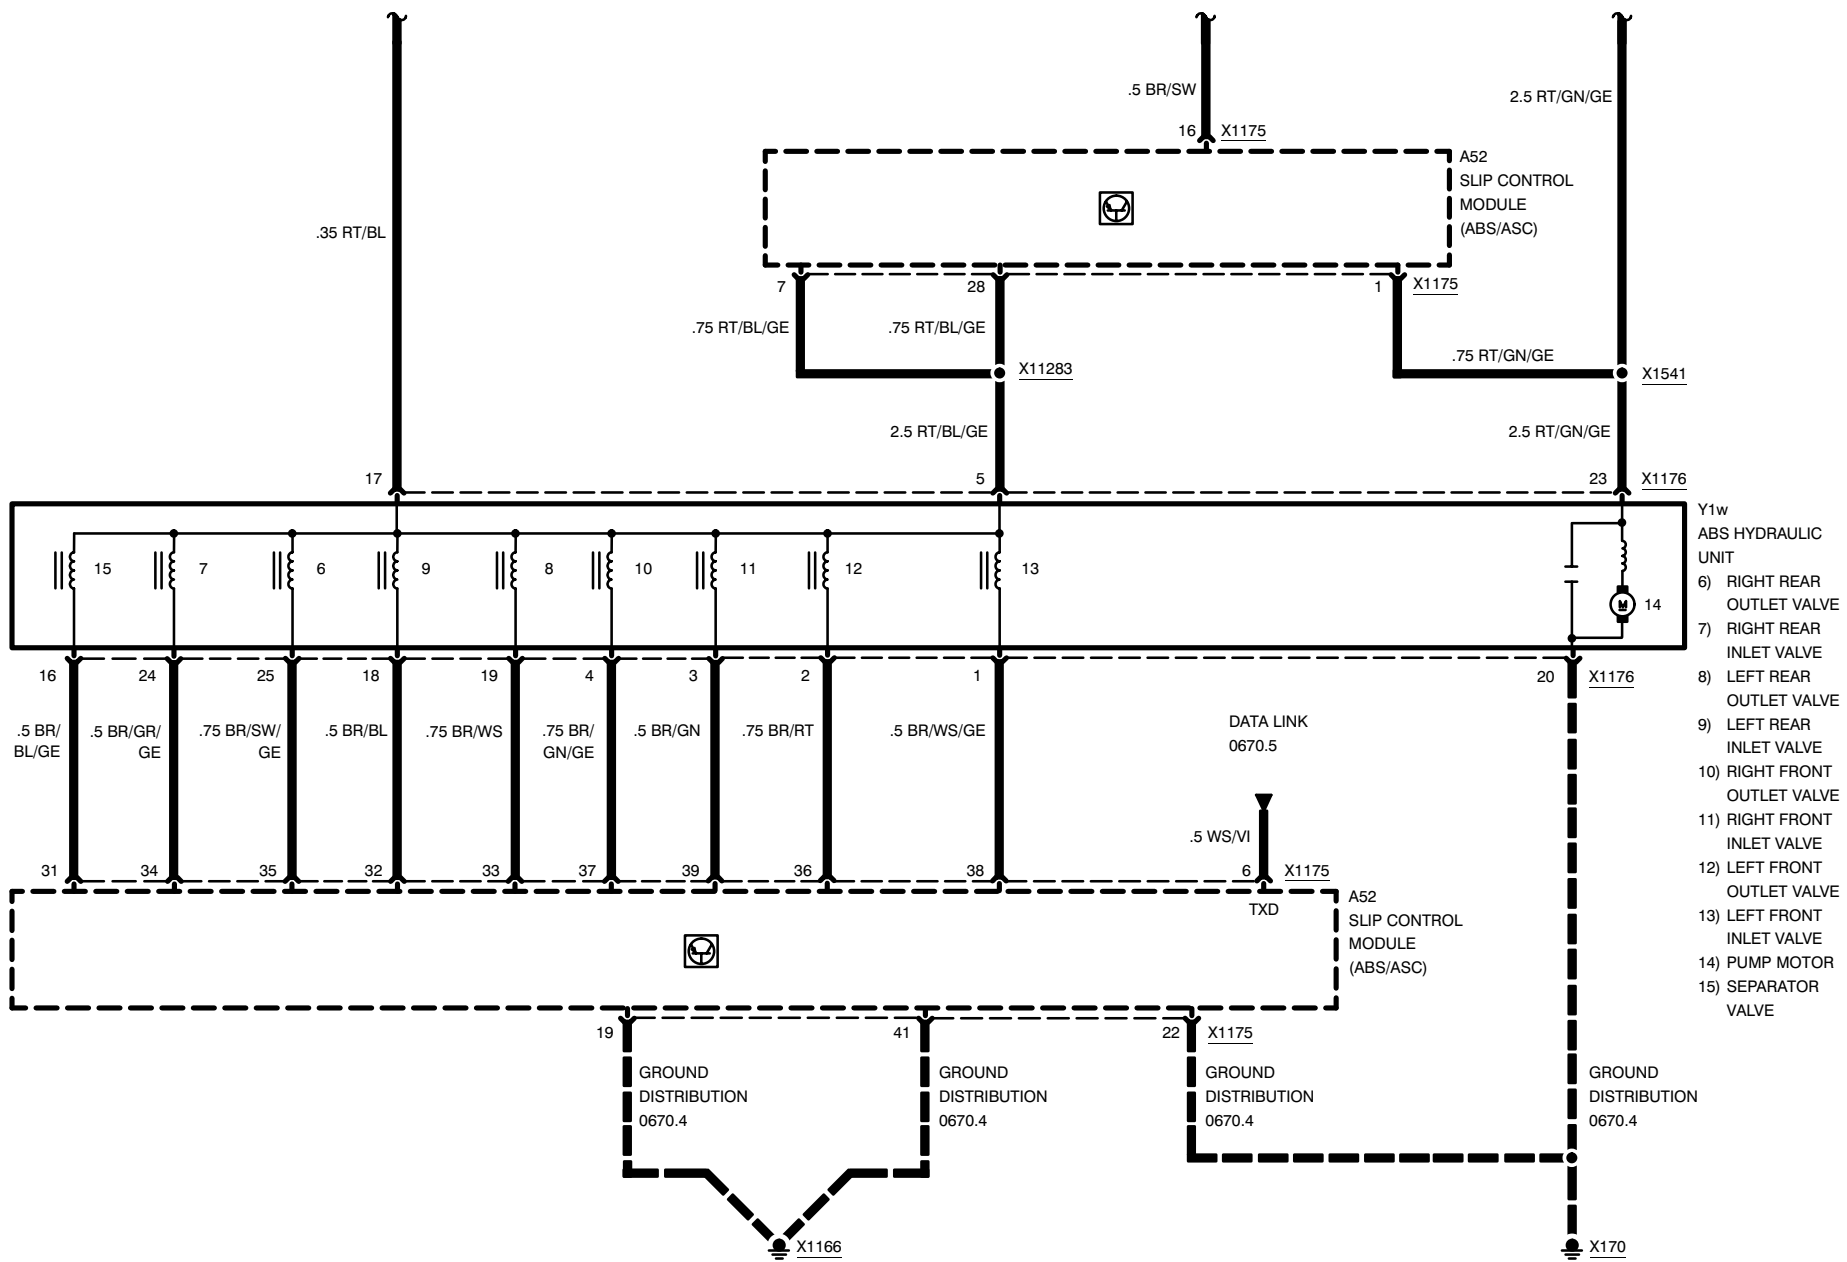 .5 BR/SW
2.5 RT/GN/GE
16 X1175
A52
SLIP CONTROL
MODULE
(ABS/ASC)
.35 RT/BL
7 28 1 X1175
.75 RT/BL/GE .75 RT/BL/GE
.75 RT/GN/GE
X11283 X1541
2.5 RT/BL/GE 2.5 RT/GN/GE
17 5 23 X1176
15 7 6 9 8 10 11 12 13
M 14
Y1w
ABS HYDRAULIC
UNIT
6) RIGHT REAR
OUTLET VALVE
7) RIGHT REAR
INLET VALVE
8) LEFT REAR
OUTLET VALVE
9) LEFT REAR
INLET VALVE
10) RIGHT FRONT
OUTLET VALVE
11) RIGHT FRONT
INLET VALVE
12) LEFT FRONT
OUTLET VALVE
13) LEFT FRONT
INLET VALVE
14) PUMP MOTOR
15) SEPARATOR
VALVE
16 24 25 18 19 4 3 2 1 20 X1176
.5 BR/
BL/GE
.5 BR/GR/
GE
.75 BR/SW/
GE
.5 BR/BL
.75 BR/WS
.75 BR/
GN/GE
.5 BR/GN
.75 BR/RT
.5 BR/WS/GE
DATA LINK
0670.5
.5 WS/VI
31 34 35 32 33 37 39 36 38 6 X1175
TXD
A52
SLIP CONTROL
MODULE
(ABS/ASC)
19 41 22 X1175
GROUND
DISTRIBUTION
0670.4
GROUND
DISTRIBUTION
0670.4
GROUND
DISTRIBUTION
0670.4
GROUND
DISTRIBUTION
0670.4
X1166 X170